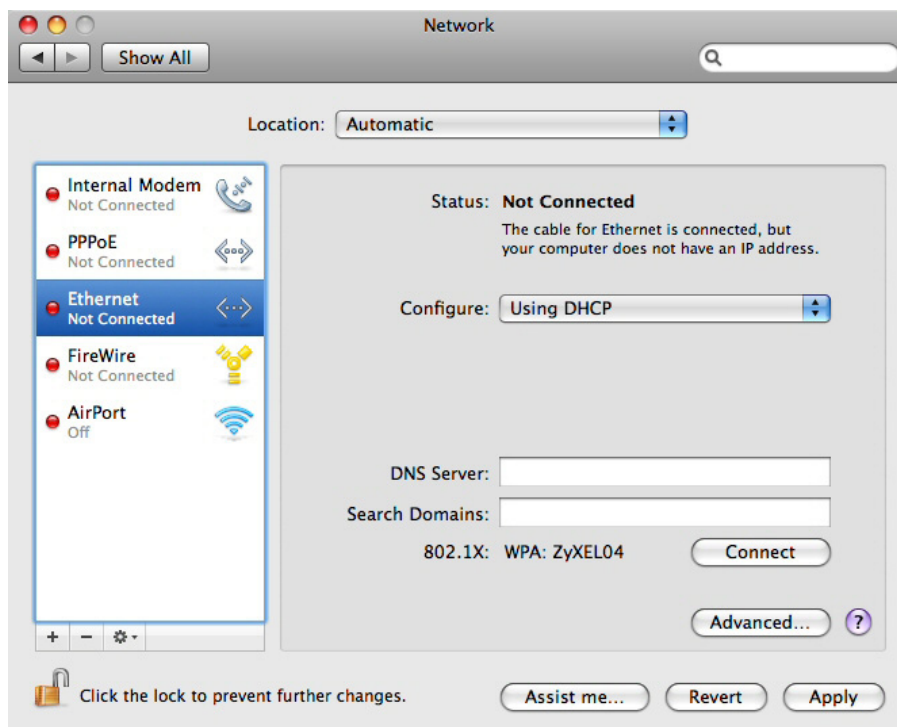 Network
Show All
Location: Automatic
Internal Modem
Not Connected
PPPoE
Not Connected
Ethernet
Not Connected
FireWire
Not Connected
AirPort
Off
Status: Not Connected
The cable for Ethernet is connected, but
your computer does not have an IP address.
Configure: Using DHCP
DNS Server:
Search Domains:
802.1X: WPA: ZyXEL04 Connect
Advanced... ?
+ −
Click the lock to prevent further changes.
Assist me... Revert Apply